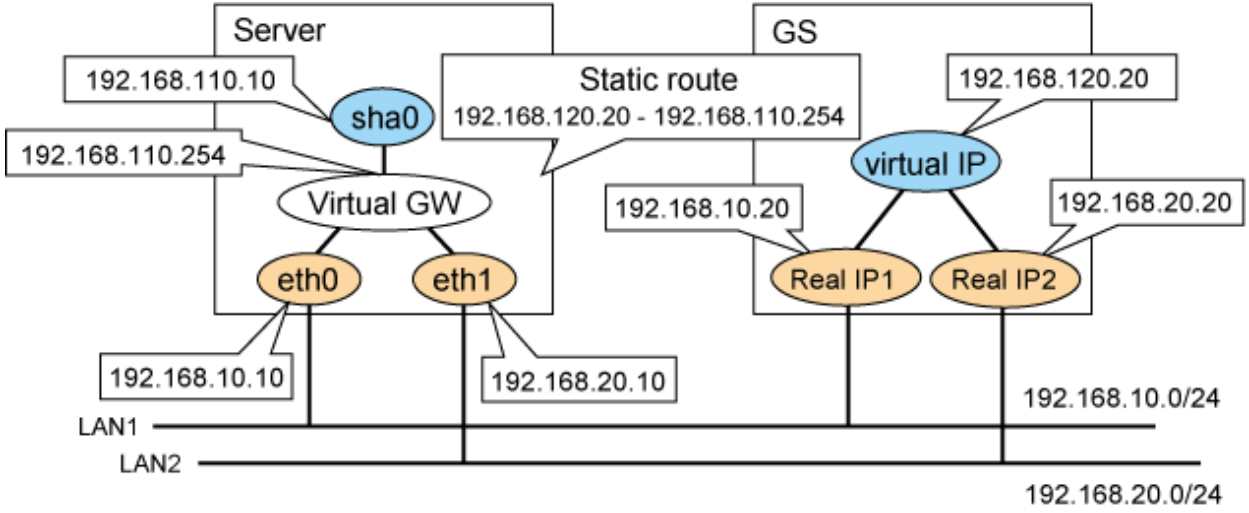 Server
GS
192.168.110.10
Static route
192.168.120.20 - 192.168.110.254
192.168.120.20
sha0
192.168.110.254
virtual IP
Virtual GW
192.168.10.20
192.168.20.20
eth0
eth1
Real IP1
Real IP2
192.168.10.10
192.168.20.10
192.168.10.0/24
LAN1
LAN2
192.168.20.0/24